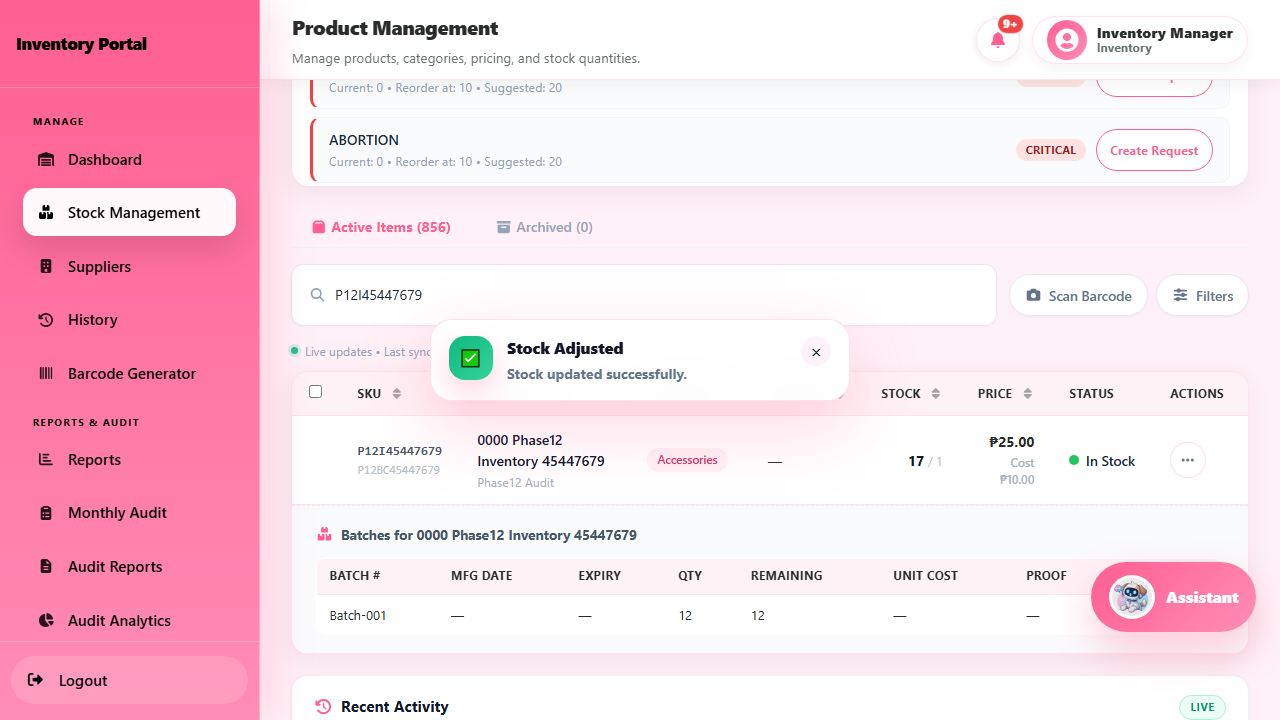 Inventory Portal
MANAGE
Dashboard
Stock Management
Suppliers
History
Barcode Generator
REPORTS & AUDIT
Reports
Monthly Audit
Audit Reports
Audit Analytics
Logout
Product Management
Manage products, categories, pricing, and stock quantities.
9+
Inventory Manager
Inventory
Current: 0 • Reorder at: 10 • Suggested: 20
ABORTION
Current: 0 • Reorder at: 10 • Suggested: 20
CRITICAL
Create Request
Active Items (856)
Archived (0)
P12I45447679
Scan Barcode
Filters
Live updates • Last sync
Stock Adjusted
Stock updated successfully.
SKU
STOCK
PRICE
STATUS
ACTIONS
P12I45447679
P12BC45447679
0000 Phase12
Inventory 45447679
Phase12 Audit
Accessories
—
17 / 1
₱25.00
Cost
₱10.00
In Stock
Batches for 0000 Phase12 Inventory 45447679
BATCH # MFG DATE EXPIRY QTY REMAINING UNIT COST PROOF
Batch-001 — — 12 12 — —
Assistant
Recent Activity
LIVE